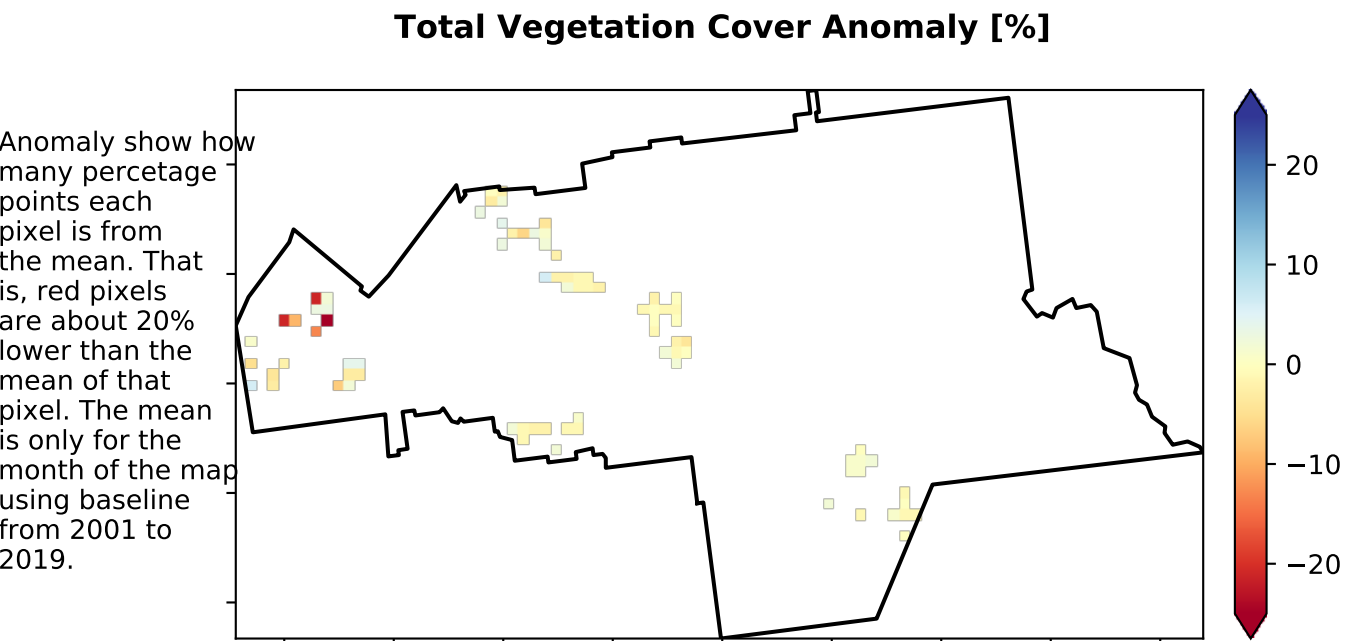 Total Vegetation Cover Anomaly [%]
Anomaly show how
many percetage
points each
pixel is from
the mean. That
is, red pixels
are about 20%
lower than the
mean of that
pixel. The mean
is only for the
month of the map
using baseline
from 2001 to
2019.
20
10
0
−10
−20